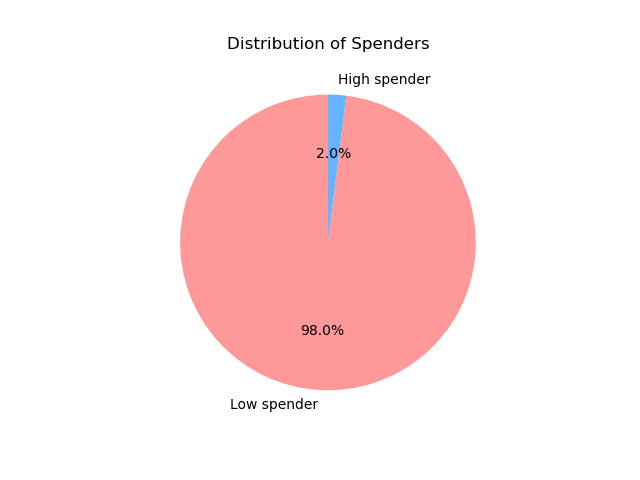 Distribution of Spenders
High spender
2.0%
98.0%
Low spender